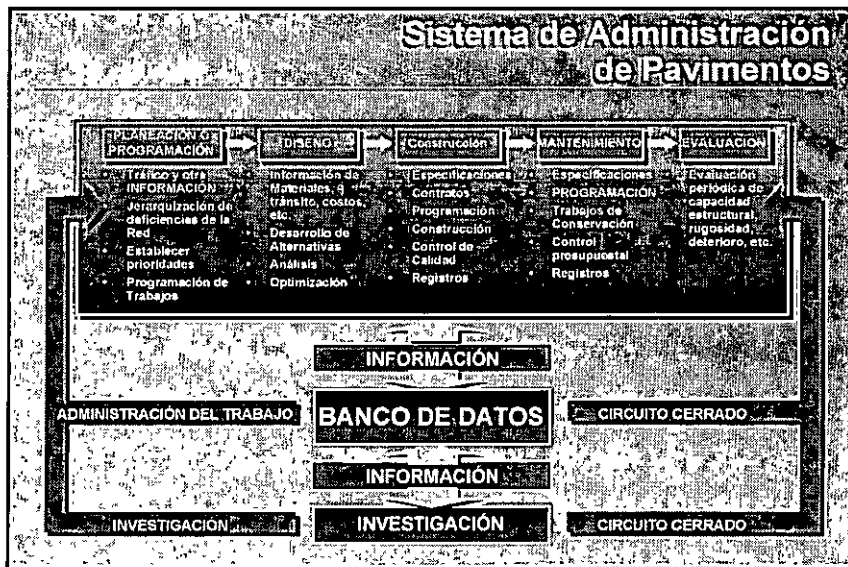 Sistema de Administración
de Pavimentos
PLANEACIÓN O
PROGRAMACIÓN
• Tráfico y otra
INFORMACIÓN
• Jerarquización de
deficiencias de la
Red
• Establecer
prioridades
• Programación de
Trabajos
DISEÑO
• Información de
Materiales,
tránsito, costos,
etc.
• Desarrollo de
Alternativas
• Análisis
• Optimización
Construcción
• Especificaciones
• Contratos
• Programación
• Construcción
• Control de
Calidad
• Registros
MANTENIMIENTO
• Especificaciones
• PROGRAMACIÓN
• Trabajos de
Conservación
• Control
prosupuestal
• Registros
EVALUACIÓN
• Evaluación
periódica de
capacidad
estructural,
rugosidad,
deterioro, etc.
INFORMACIÓN
ADMINISTRACIÓN DEL TRABAJO
BANCO DE DATOS
CIRCUITO CERRADO
INFORMACIÓN
INVESTIGACIÓN
INVESTIGACIÓN
CIRCUITO CERRADO